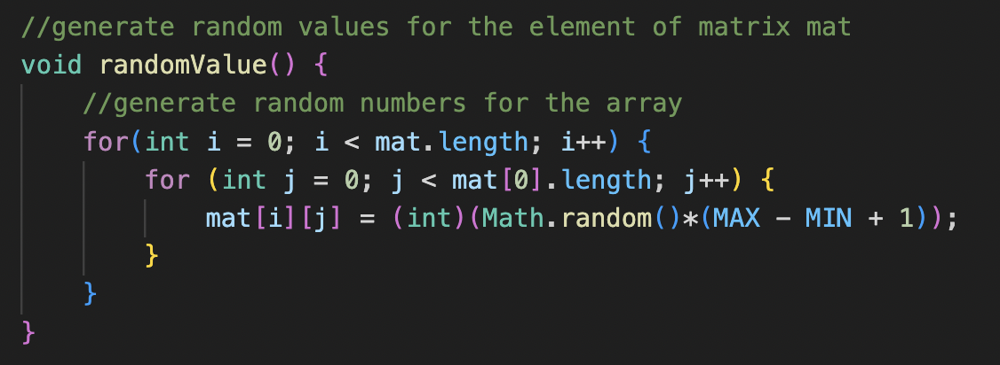 //generate random values for the element of matrix mat
void randomValue() {
    //generate random numbers for the array
    for(int i = 0; i < mat.length; i++) {
        for (int j = 0; j < mat[0].length; j++) {
            mat[i][j] = (int)(Math.random()*(MAX - MIN + 1));
        }
    }
}